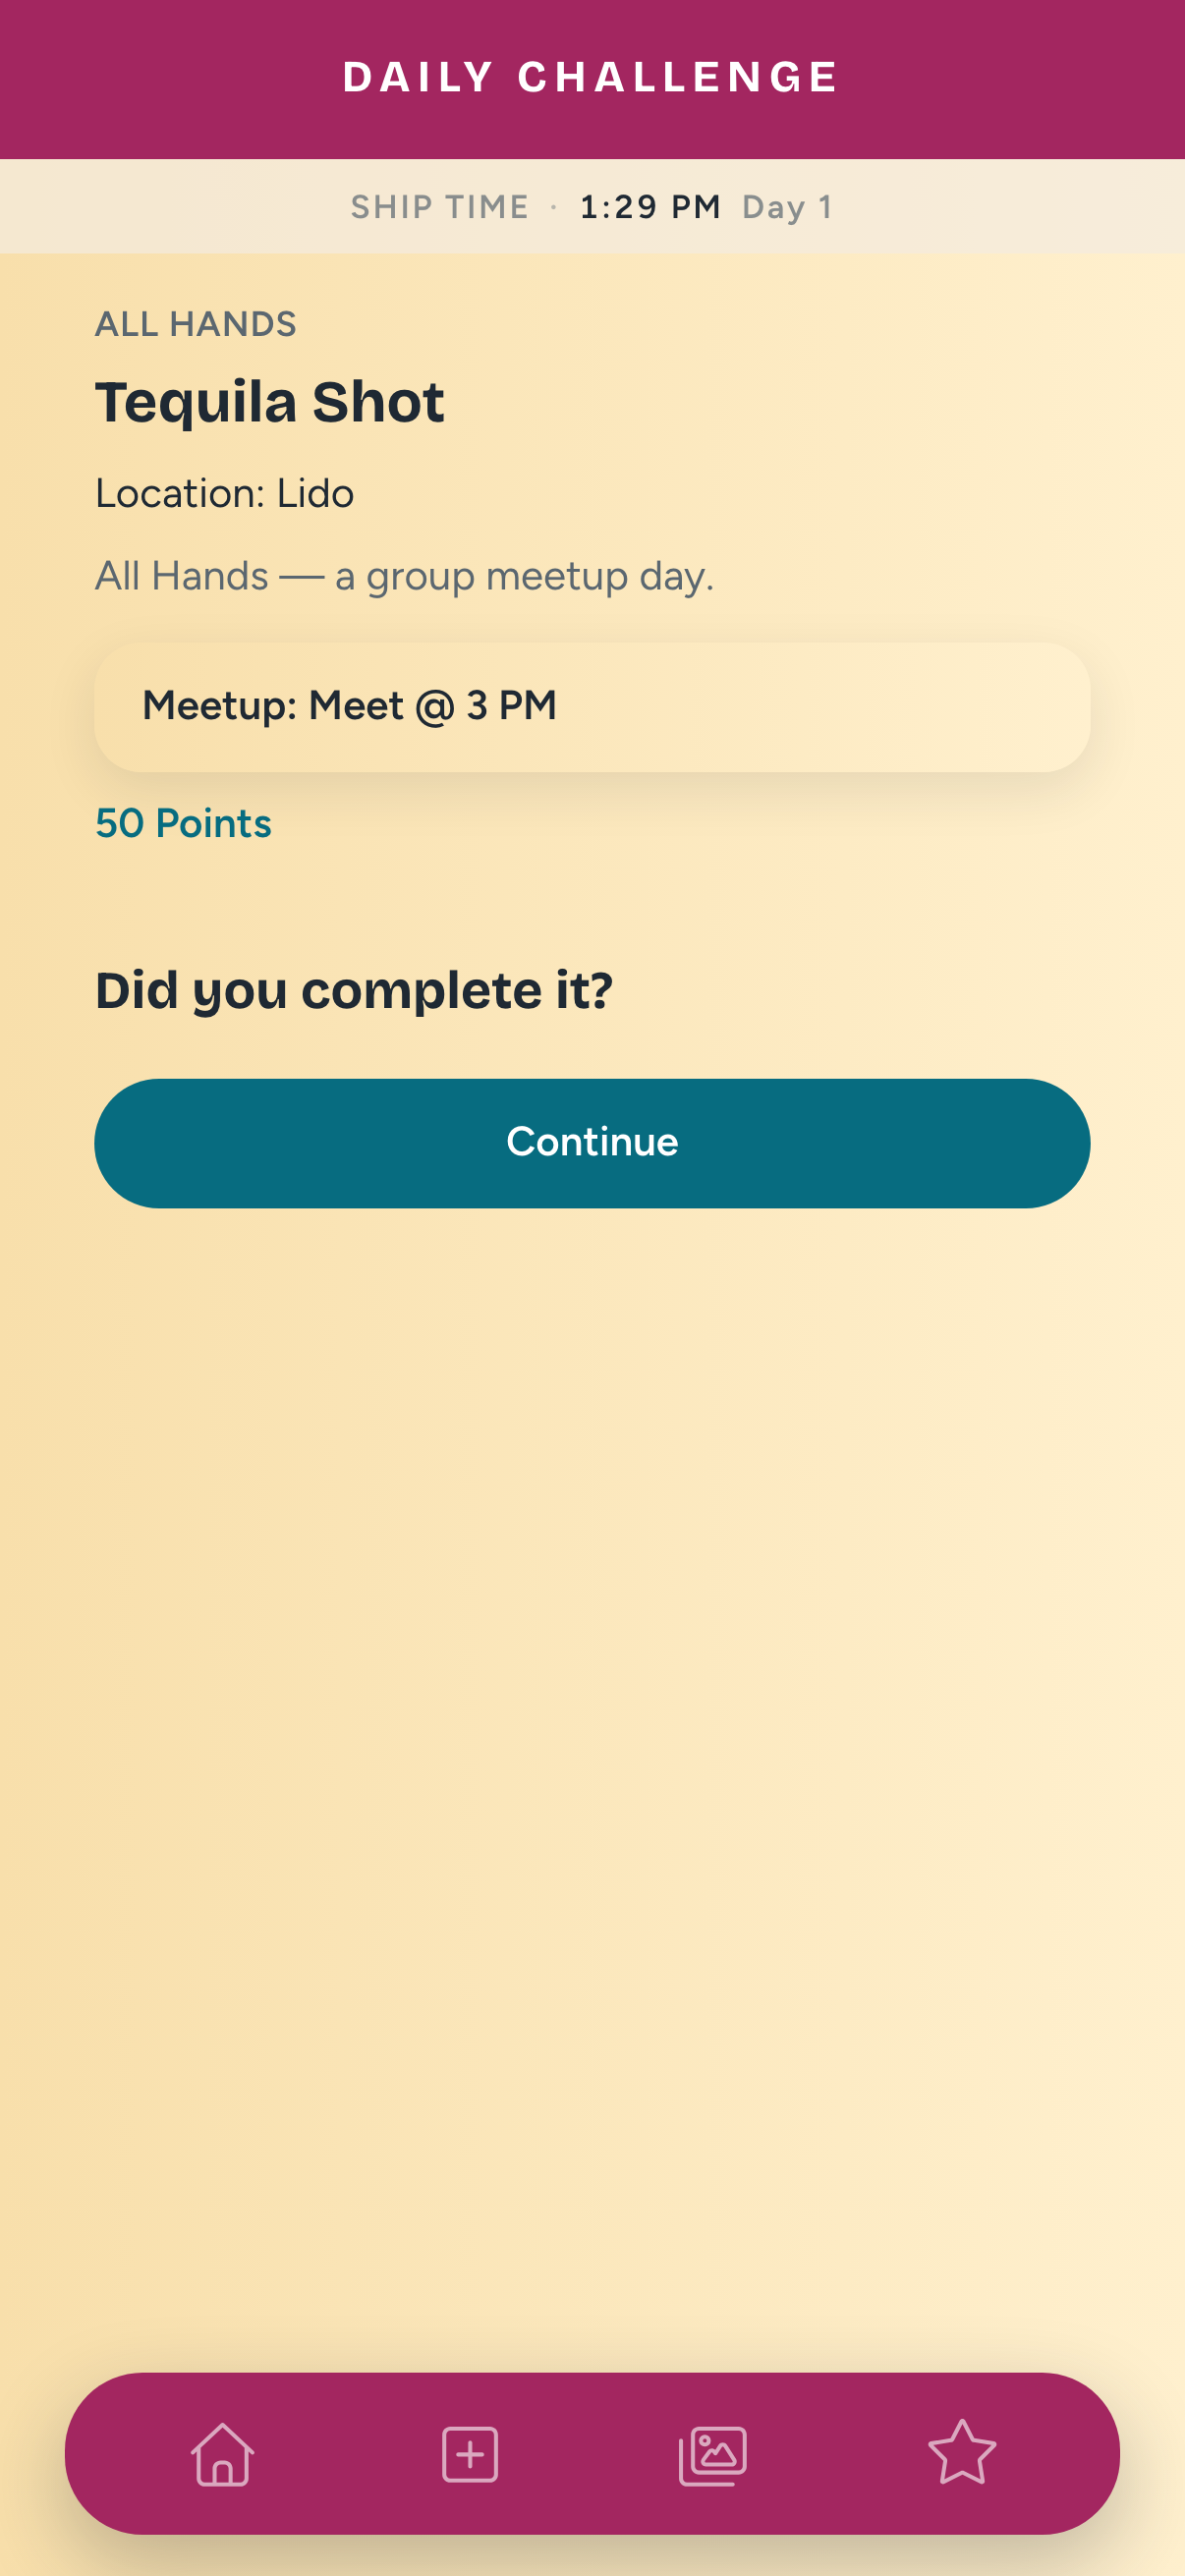 DAILY CHALLENGE
SHIP TIME · 1:29 PM Day 1
ALL HANDS
Tequila Shot
Location: Lido
All Hands — a group meetup day.
Meetup: Meet @ 3 PM
50 Points
Did you complete it?
Continue